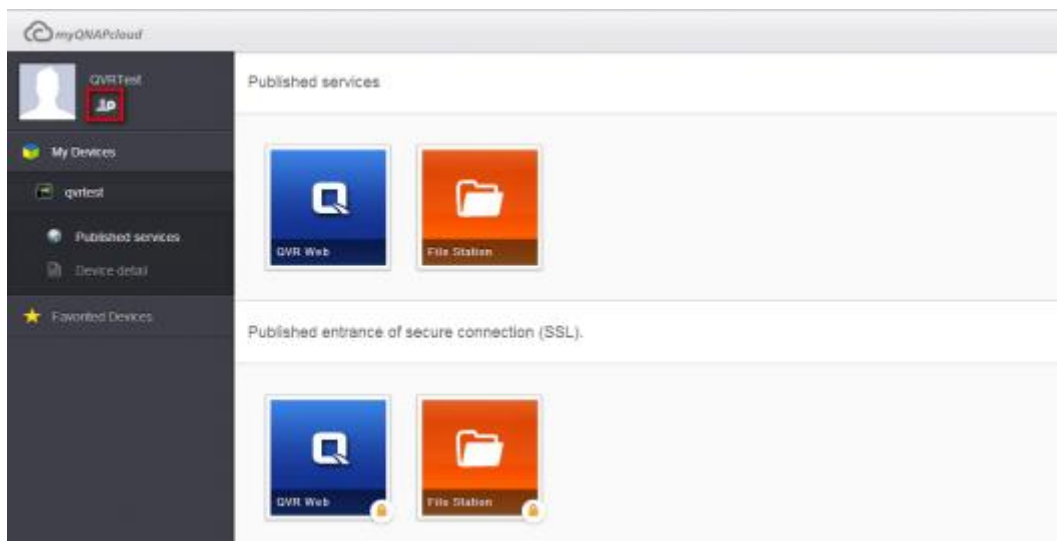 myQNAPcloud
QVRTest
My Devices
qvrtest
Published services
Device detail
Favorited Devices
Published services
QVR Web
File Station
Published entrance of secure connection (SSL).
QVR Web
File Station